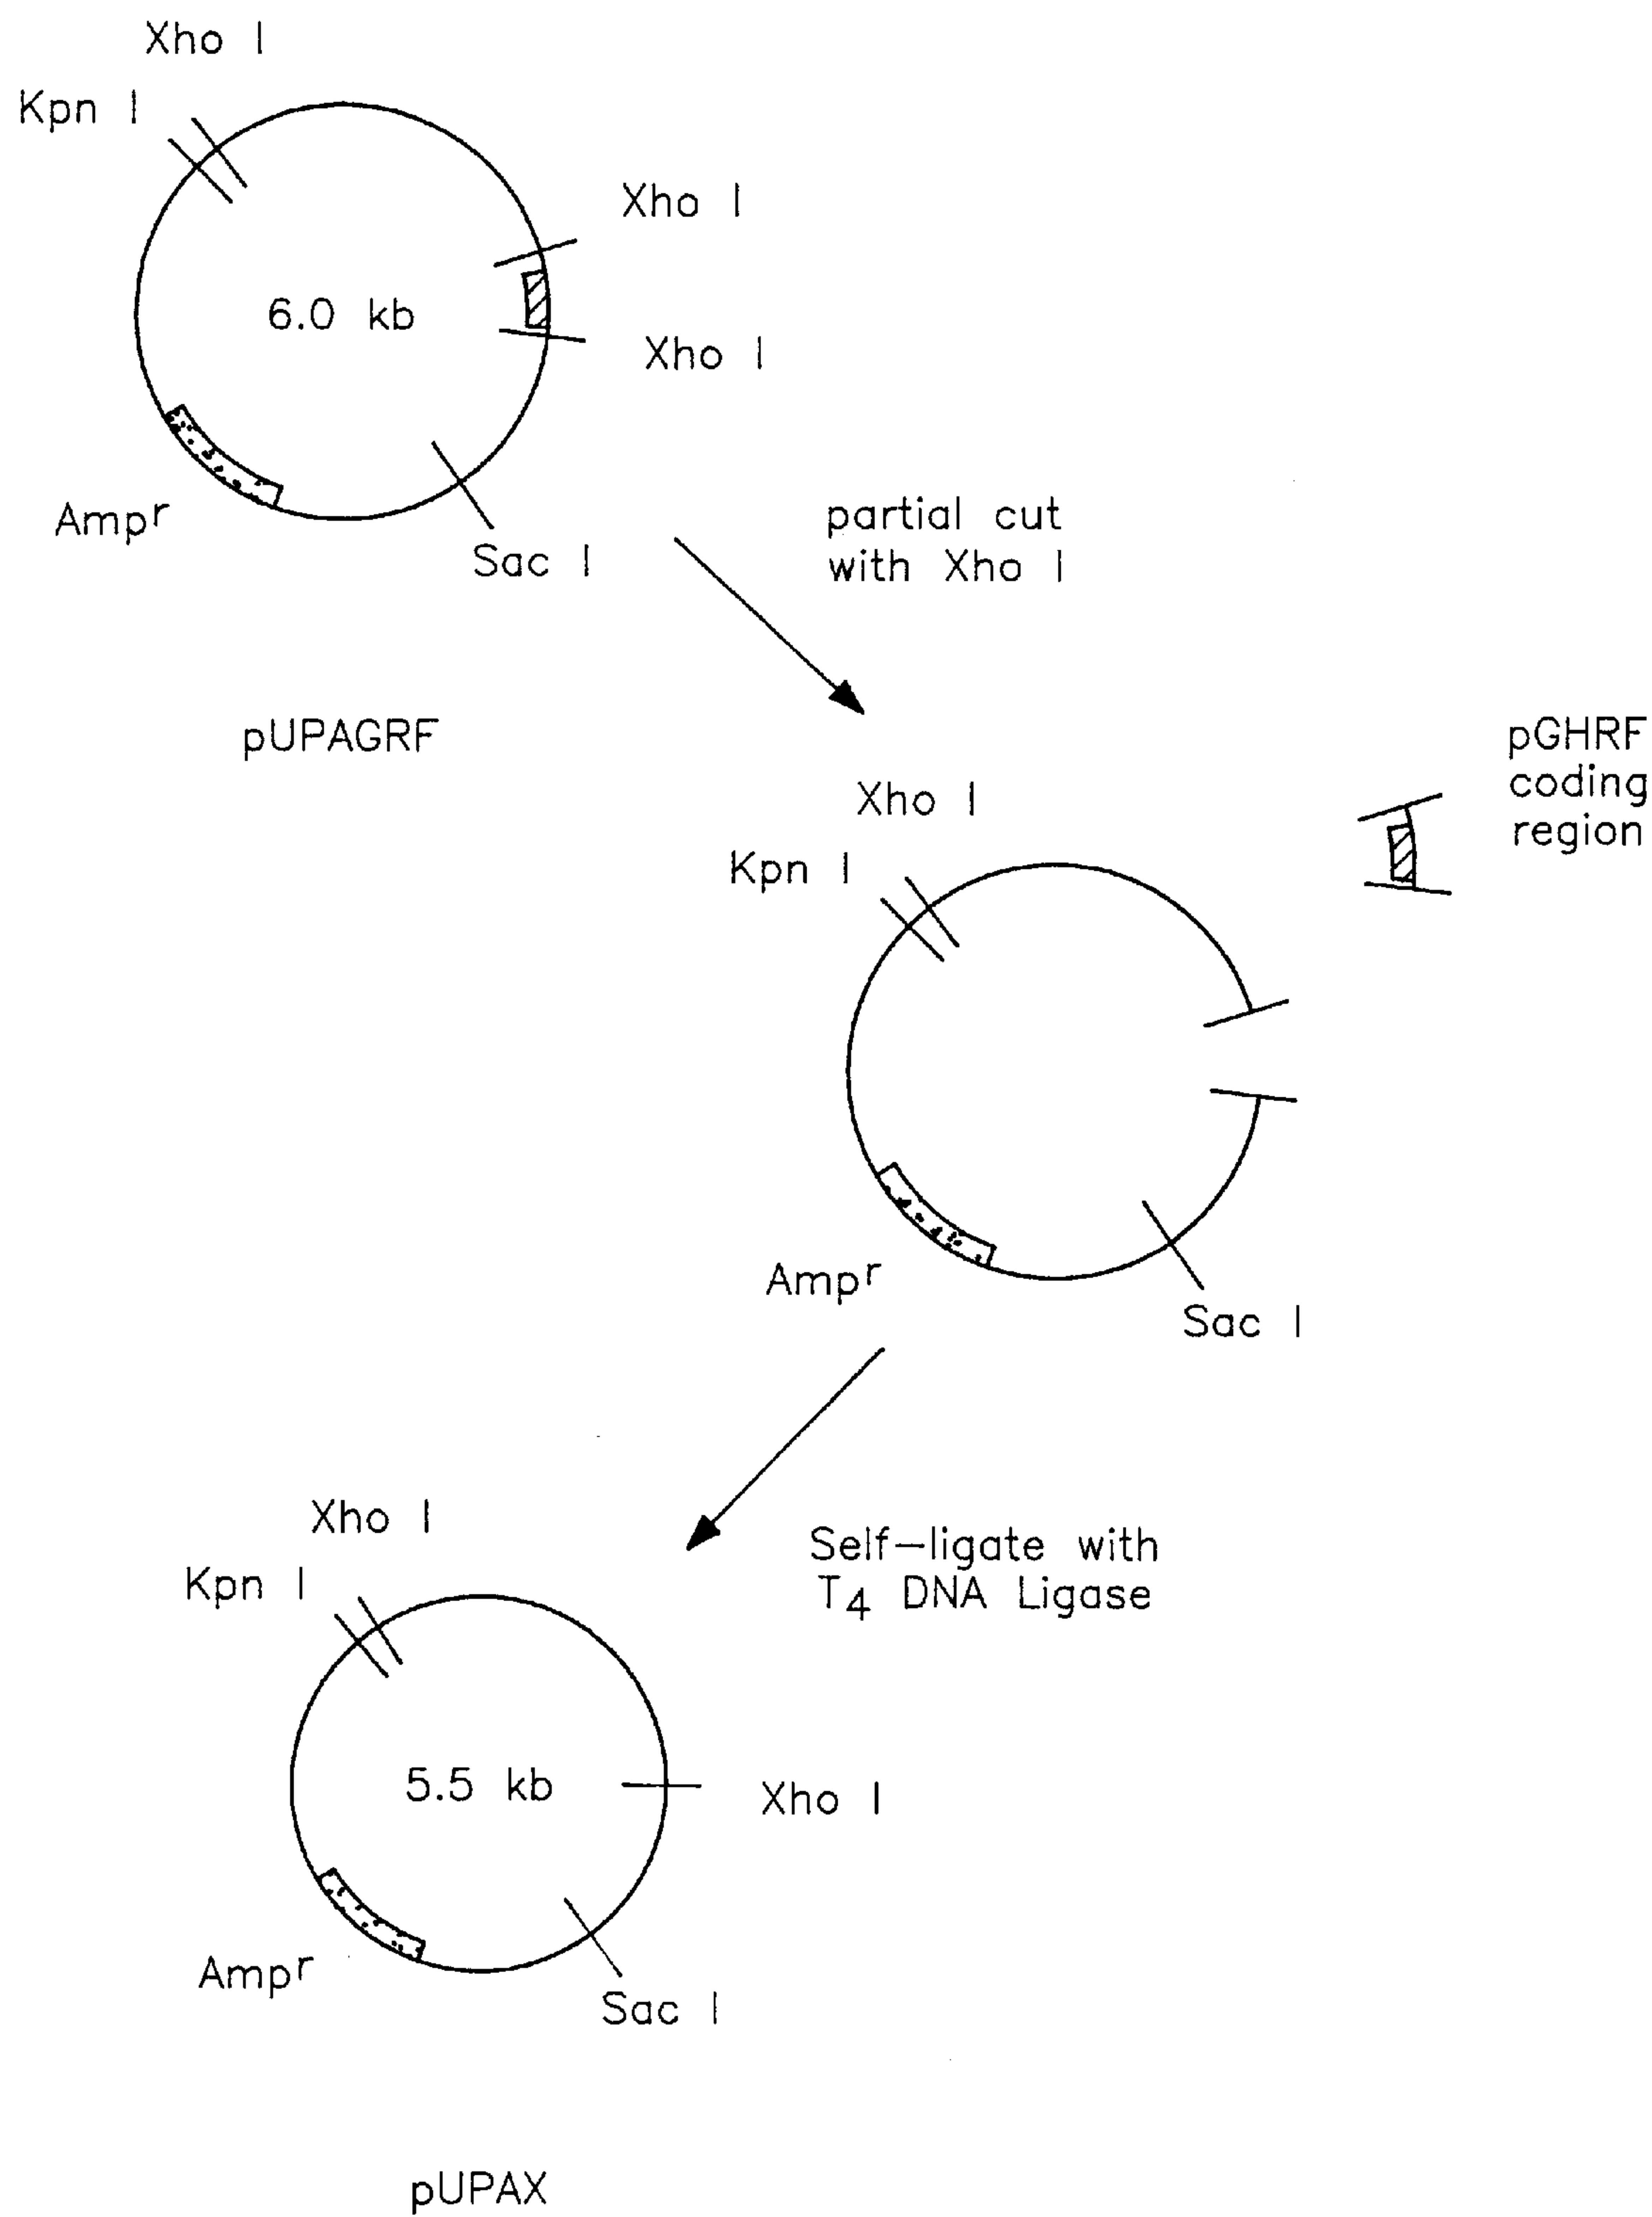 Xho I
Kpn I
Xho I
6.0 kb
Xho I
Ampr
Sac I
partial cut
with Xho I
pUPAGRF
pGHRF
coding
region
Xho I
Kpn I
Ampr
Sac I
Xho I
Kpn I
Self-ligate with
T4 DNA Ligase
5.5 kb
Xho I
Ampr
Sac I
pUPAX